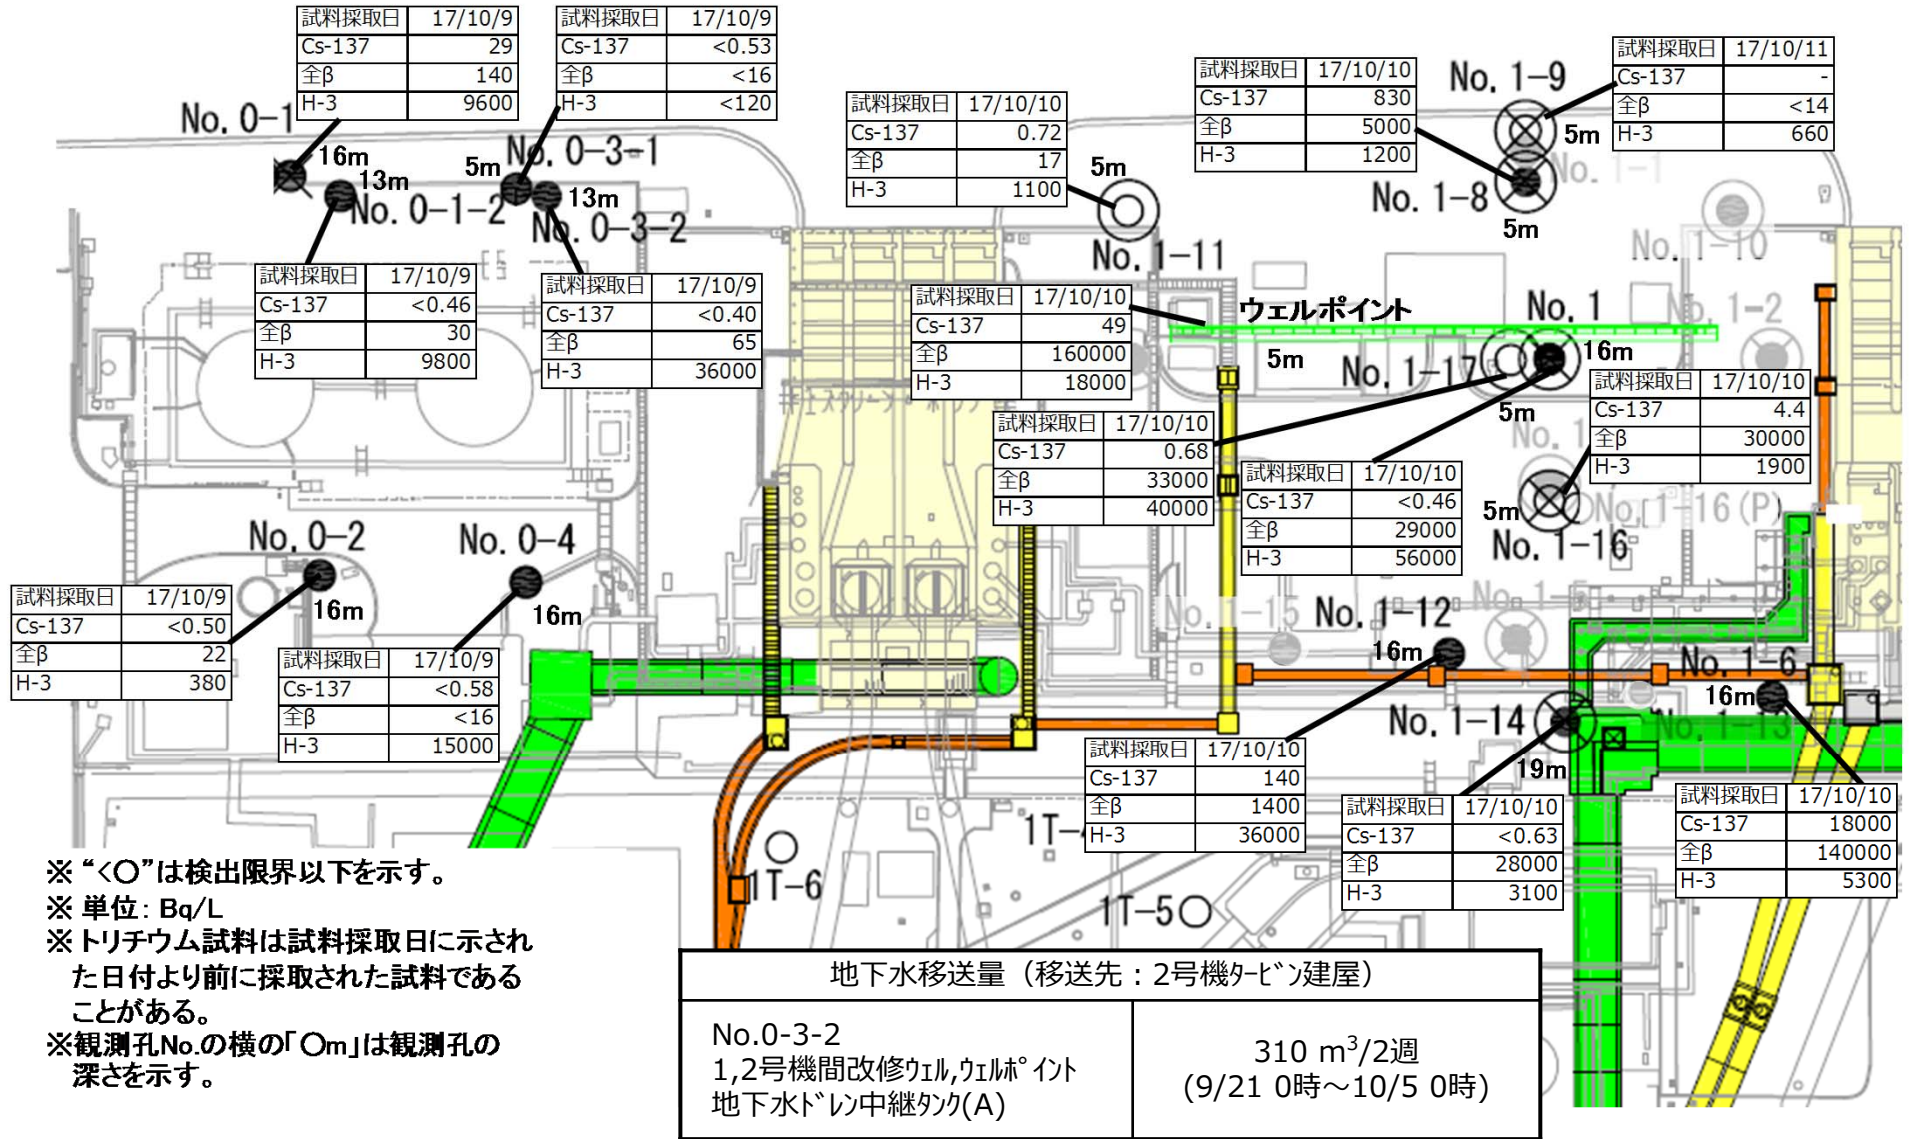 試料採取日 17/10/9
Cs-137 29
全β 140
H-3 9600
試料採取日 17/10/9
Cs-137 <0.53
全β <16
H-3 <120
試料採取日 17/10/10
Cs-137 0.72
全β 17
H-3 1100
試料採取日 17/10/10
Cs-137 830
全β 5000
H-3 1200
試料採取日 17/10/11
Cs-137 -
全β <14
H-3 660
No. 0-1
16m
13m
No. 0-1-2
5m
No. 0-3-1
13m
No. 0-3-2
5m
No. 1-11
No. 1-9
5m
No. 1-1
No. 1-8
5m
No. 1-10
試料採取日 17/10/9
Cs-137 <0.46
全β 30
H-3 9800
試料採取日 17/10/9
Cs-137 <0.40
全β 65
H-3 36000
試料採取日 17/10/10
Cs-137 49
全β 160000
H-3 18000
ウェルポイント
5m
No. 1
No. 1-2
16m
No. 1-17
5m
試料採取日 17/10/10
Cs-137 4.4
全β 30000
H-3 1900
試料採取日 17/10/10
Cs-137 0.68
全β 33000
H-3 40000
試料採取日 17/10/10
Cs-137 <0.46
全β 29000
H-3 56000
No. 1
5m
No. 1-16(P)
No. 1-16
No. 0-2
16m
No. 0-4
16m
試料採取日 17/10/9
Cs-137 <0.50
全β 22
H-3 380
試料採取日 17/10/9
Cs-137 <0.58
全β <16
H-3 15000
No. 1-15
No. 1-12
16m
No. 1-5
No. 1-6
16m
No. 1-14
19m
No. 1-13
試料採取日 17/10/10
Cs-137 140
全β 1400
H-3 36000
試料採取日 17/10/10
Cs-137 <0.63
全β 28000
H-3 3100
試料採取日 17/10/10
Cs-137 18000
全β 140000
H-3 5300
1T-6
1T-5
※ “<○”は検出限界以下を示す。
※ 単位: Bq/L
※ トリチウム試料は試料採取日に示され
た日付より前に採取された試料である
ことがある。
※観測孔No.の横の「○m」は観測孔の
深さを示す。
地下水移送量（移送先：2号機ﾀｰﾋﾞﾝ建屋）
No.0-3-2
1,2号機間改修ｳｪﾙ,ｳｪﾙﾎﾟｲﾝﾄ
地下水ﾄﾞﾚﾝ中継ﾀﾝｸ(A)
310 m³/2週
(9/21 0時～10/5 0時)